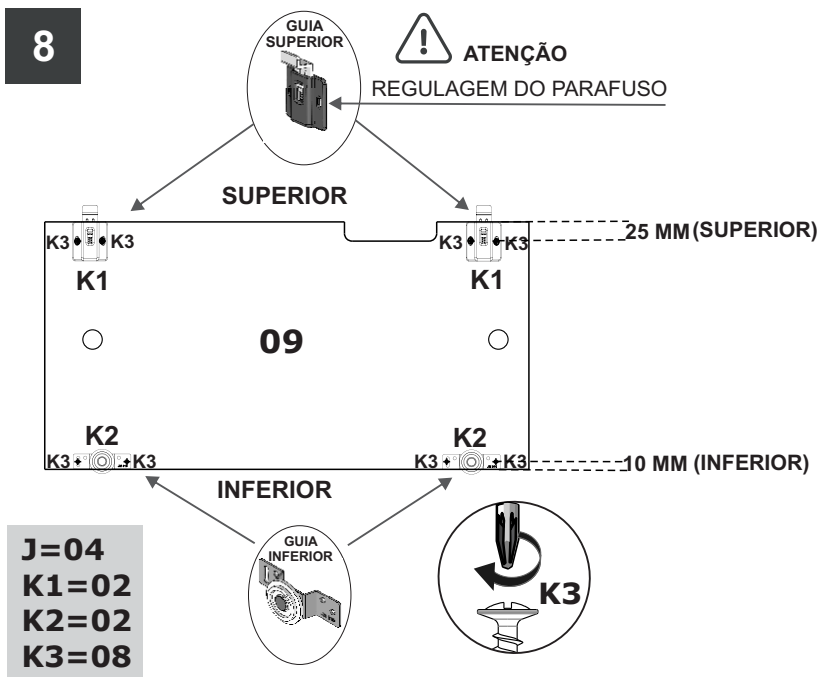 8
GUIA
SUPERIOR
ATENÇÃO
REGULAGEM DO PARAFUSO
SUPERIOR
25 MM (SUPERIOR)
K3 K3 K3 K3
K1 K1
09
K2 K2
K3 K3 K3 K3
10 MM (INFERIOR)
INFERIOR
GUIA
INFERIOR
K3
J=04
K1=02
K2=02
K3=08